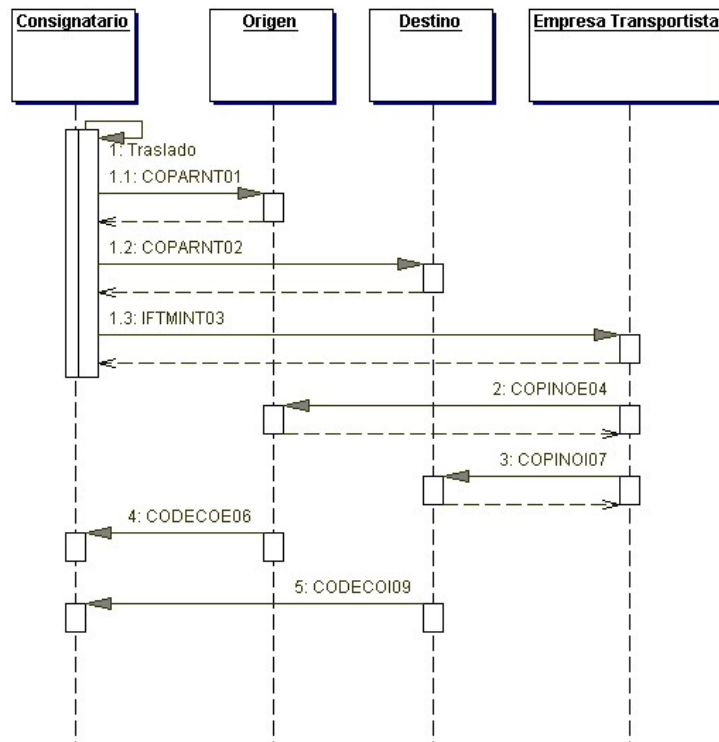 Consignatario
Origen
Destino
Empresa Transportista
1: Traslado
1.1: COPARNT01
1.2: COPARNT02
1.3: IFTMINT03
2: COPINOE04
3: COPINOI07
4: CODECOE06
5: CODECOI09